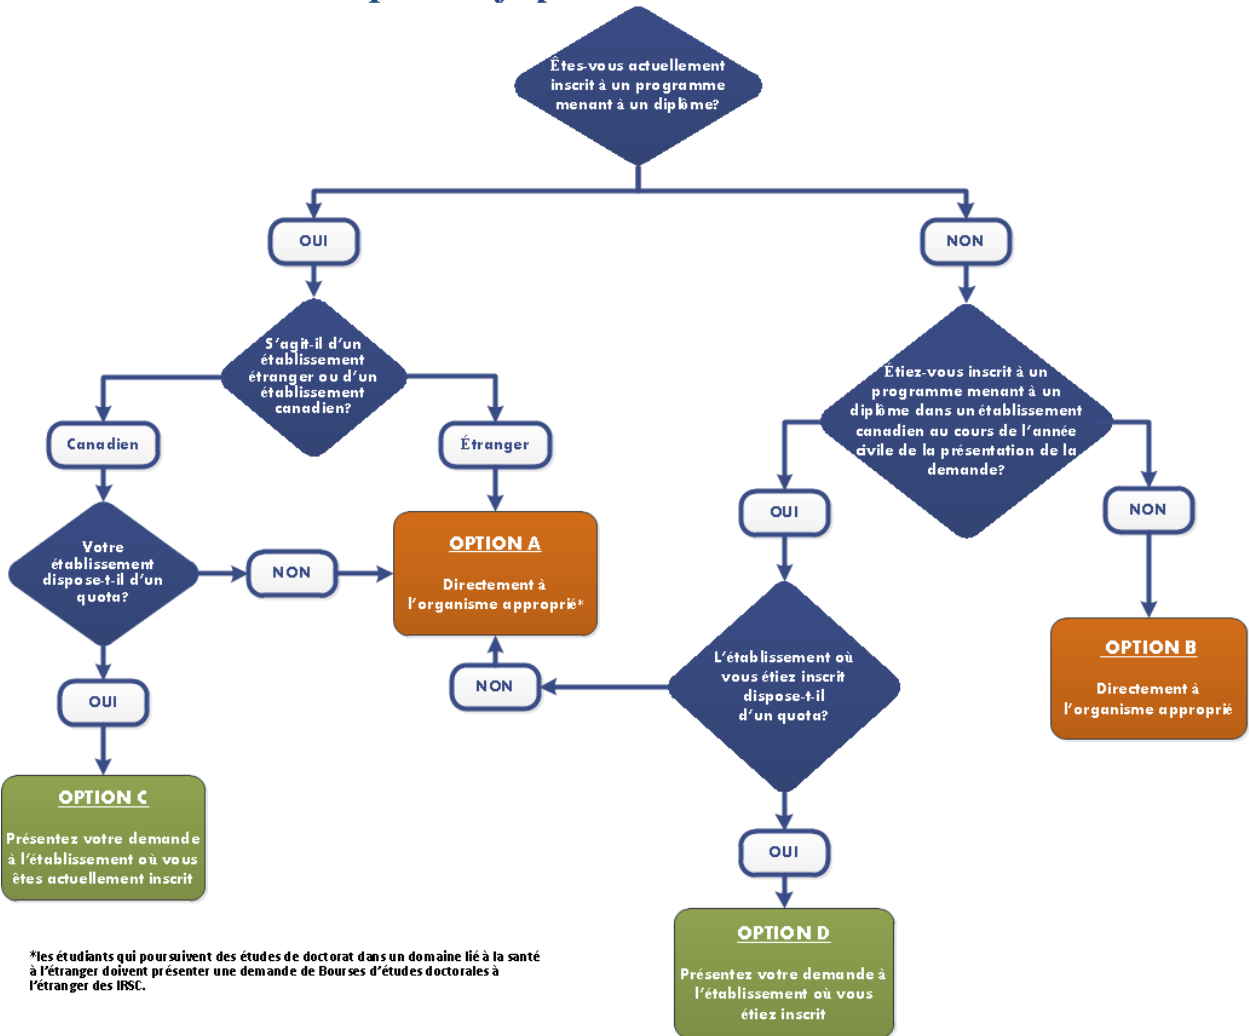 Êtes-vous actuellement
inscrit à un programme
menant à un diplôme?
OUI
NON
S'agit-il d'un
établissement
étranger ou d'un
établissement
canadien?
Étiez-vous inscrit à un
programme menant à un
diplôme dans un établissement
canadien au cours de l'année
civile de la présentation de la
demande?
Canadien
Étranger
OUI
NON
Votre
établissement
dispose-t-il d'un
quota?
NON
OPTION A
Directement à
l'organisme approprié*
L'établissement où
vous étiez inscrit
dispose-t-il
d'un quota?
NON
OPTION B
Directement à
l'organisme approprié
OUI
OPTION C
Présentez votre demande
à l'établissement où vous
êtes actuellement inscrit
OUI
OPTION D
Présentez votre demande à
l'établissement où vous
étiez inscrit
*les étudiants qui poursuivent des études de doctorat dans un domaine lié à la santé
à l'étranger doivent présenter une demande de Bourses d'études doctorales à
l'étranger des IRSC.